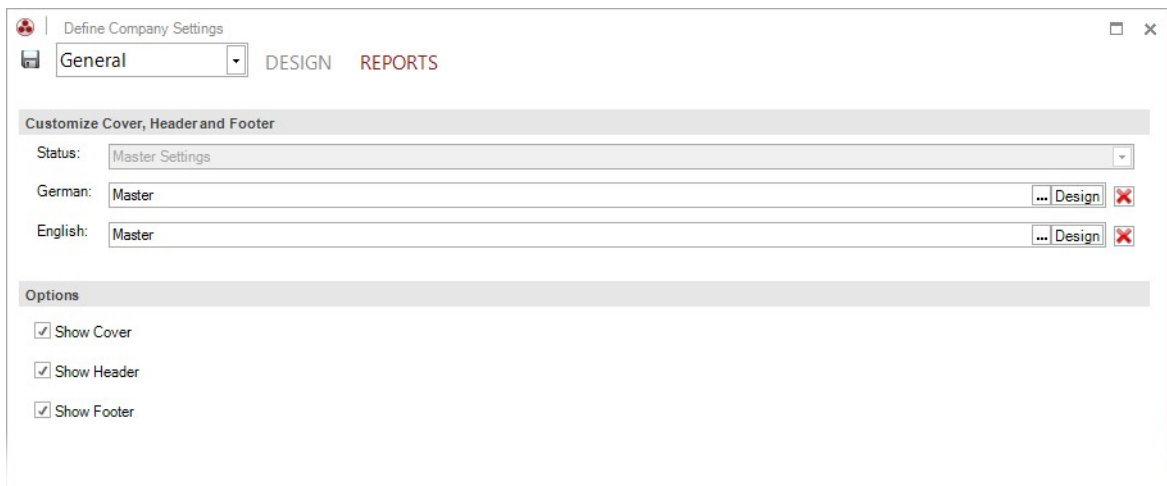 Define Company Settings
General DESIGN REPORTS
Customize Cover, Header and Footer
Status: Master Settings
German: Master ... Design
English: Master ... Design
Options
Show Cover
Show Header
Show Footer